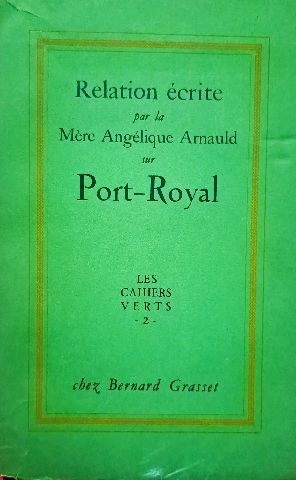 Relation écrite
par la
Mère Angélique Arnauld
sur
Port-Royal
LES
CAHIERS
VERTS
- 2 -
chez Bernard Grasset